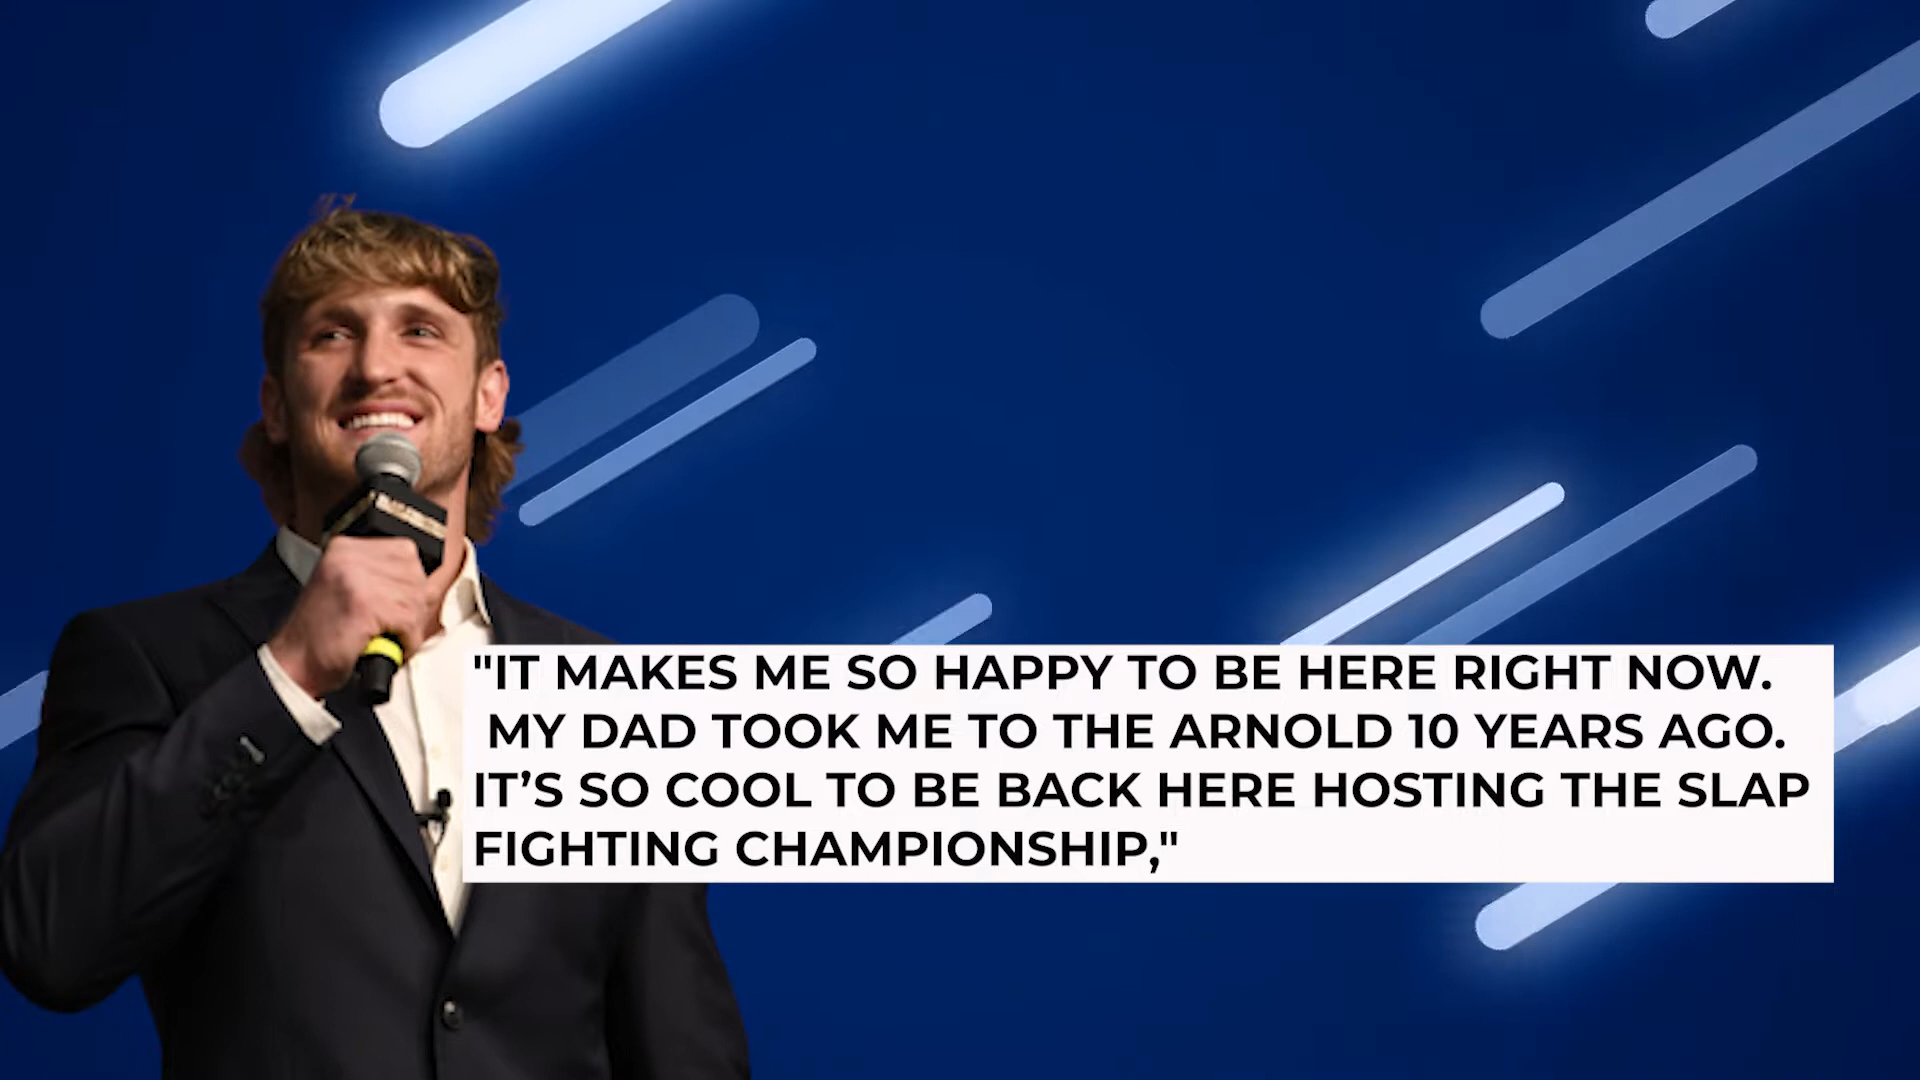 "IT MAKES ME SO HAPPY TO BE HERE RIGHT NOW.
MY DAD TOOK ME TO THE ARNOLD 10 YEARS AGO.
IT’S SO COOL TO BE BACK HERE HOSTING THE SLAP
FIGHTING CHAMPIONSHIP,"